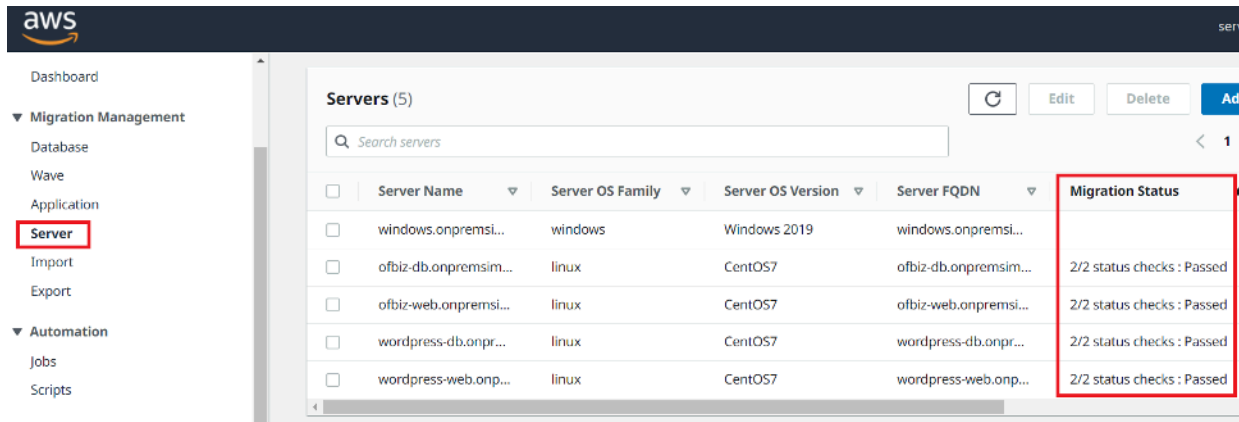 aws
ser
Dashboard
Migration Management
Database
Wave
Application
Server
Import
Export
Automation
Jobs
Scripts
Servers (5)
Edit Delete Ad
Search servers
1
Server Name Server OS Family Server OS Version Server FQDN Migration Status
windows.onpremsi... windows Windows 2019 windows.onpremsi...
ofbiz-db.onpremsim... linux CentOS7 ofbiz-db.onpremsim... 2/2 status checks : Passed
ofbiz-web.onpremsi... linux CentOS7 ofbiz-web.onpremsi... 2/2 status checks : Passed
wordpress-db.onpr... linux CentOS7 wordpress-db.onpr... 2/2 status checks : Passed
wordpress-web.onp... linux CentOS7 wordpress-web.onp... 2/2 status checks : Passed